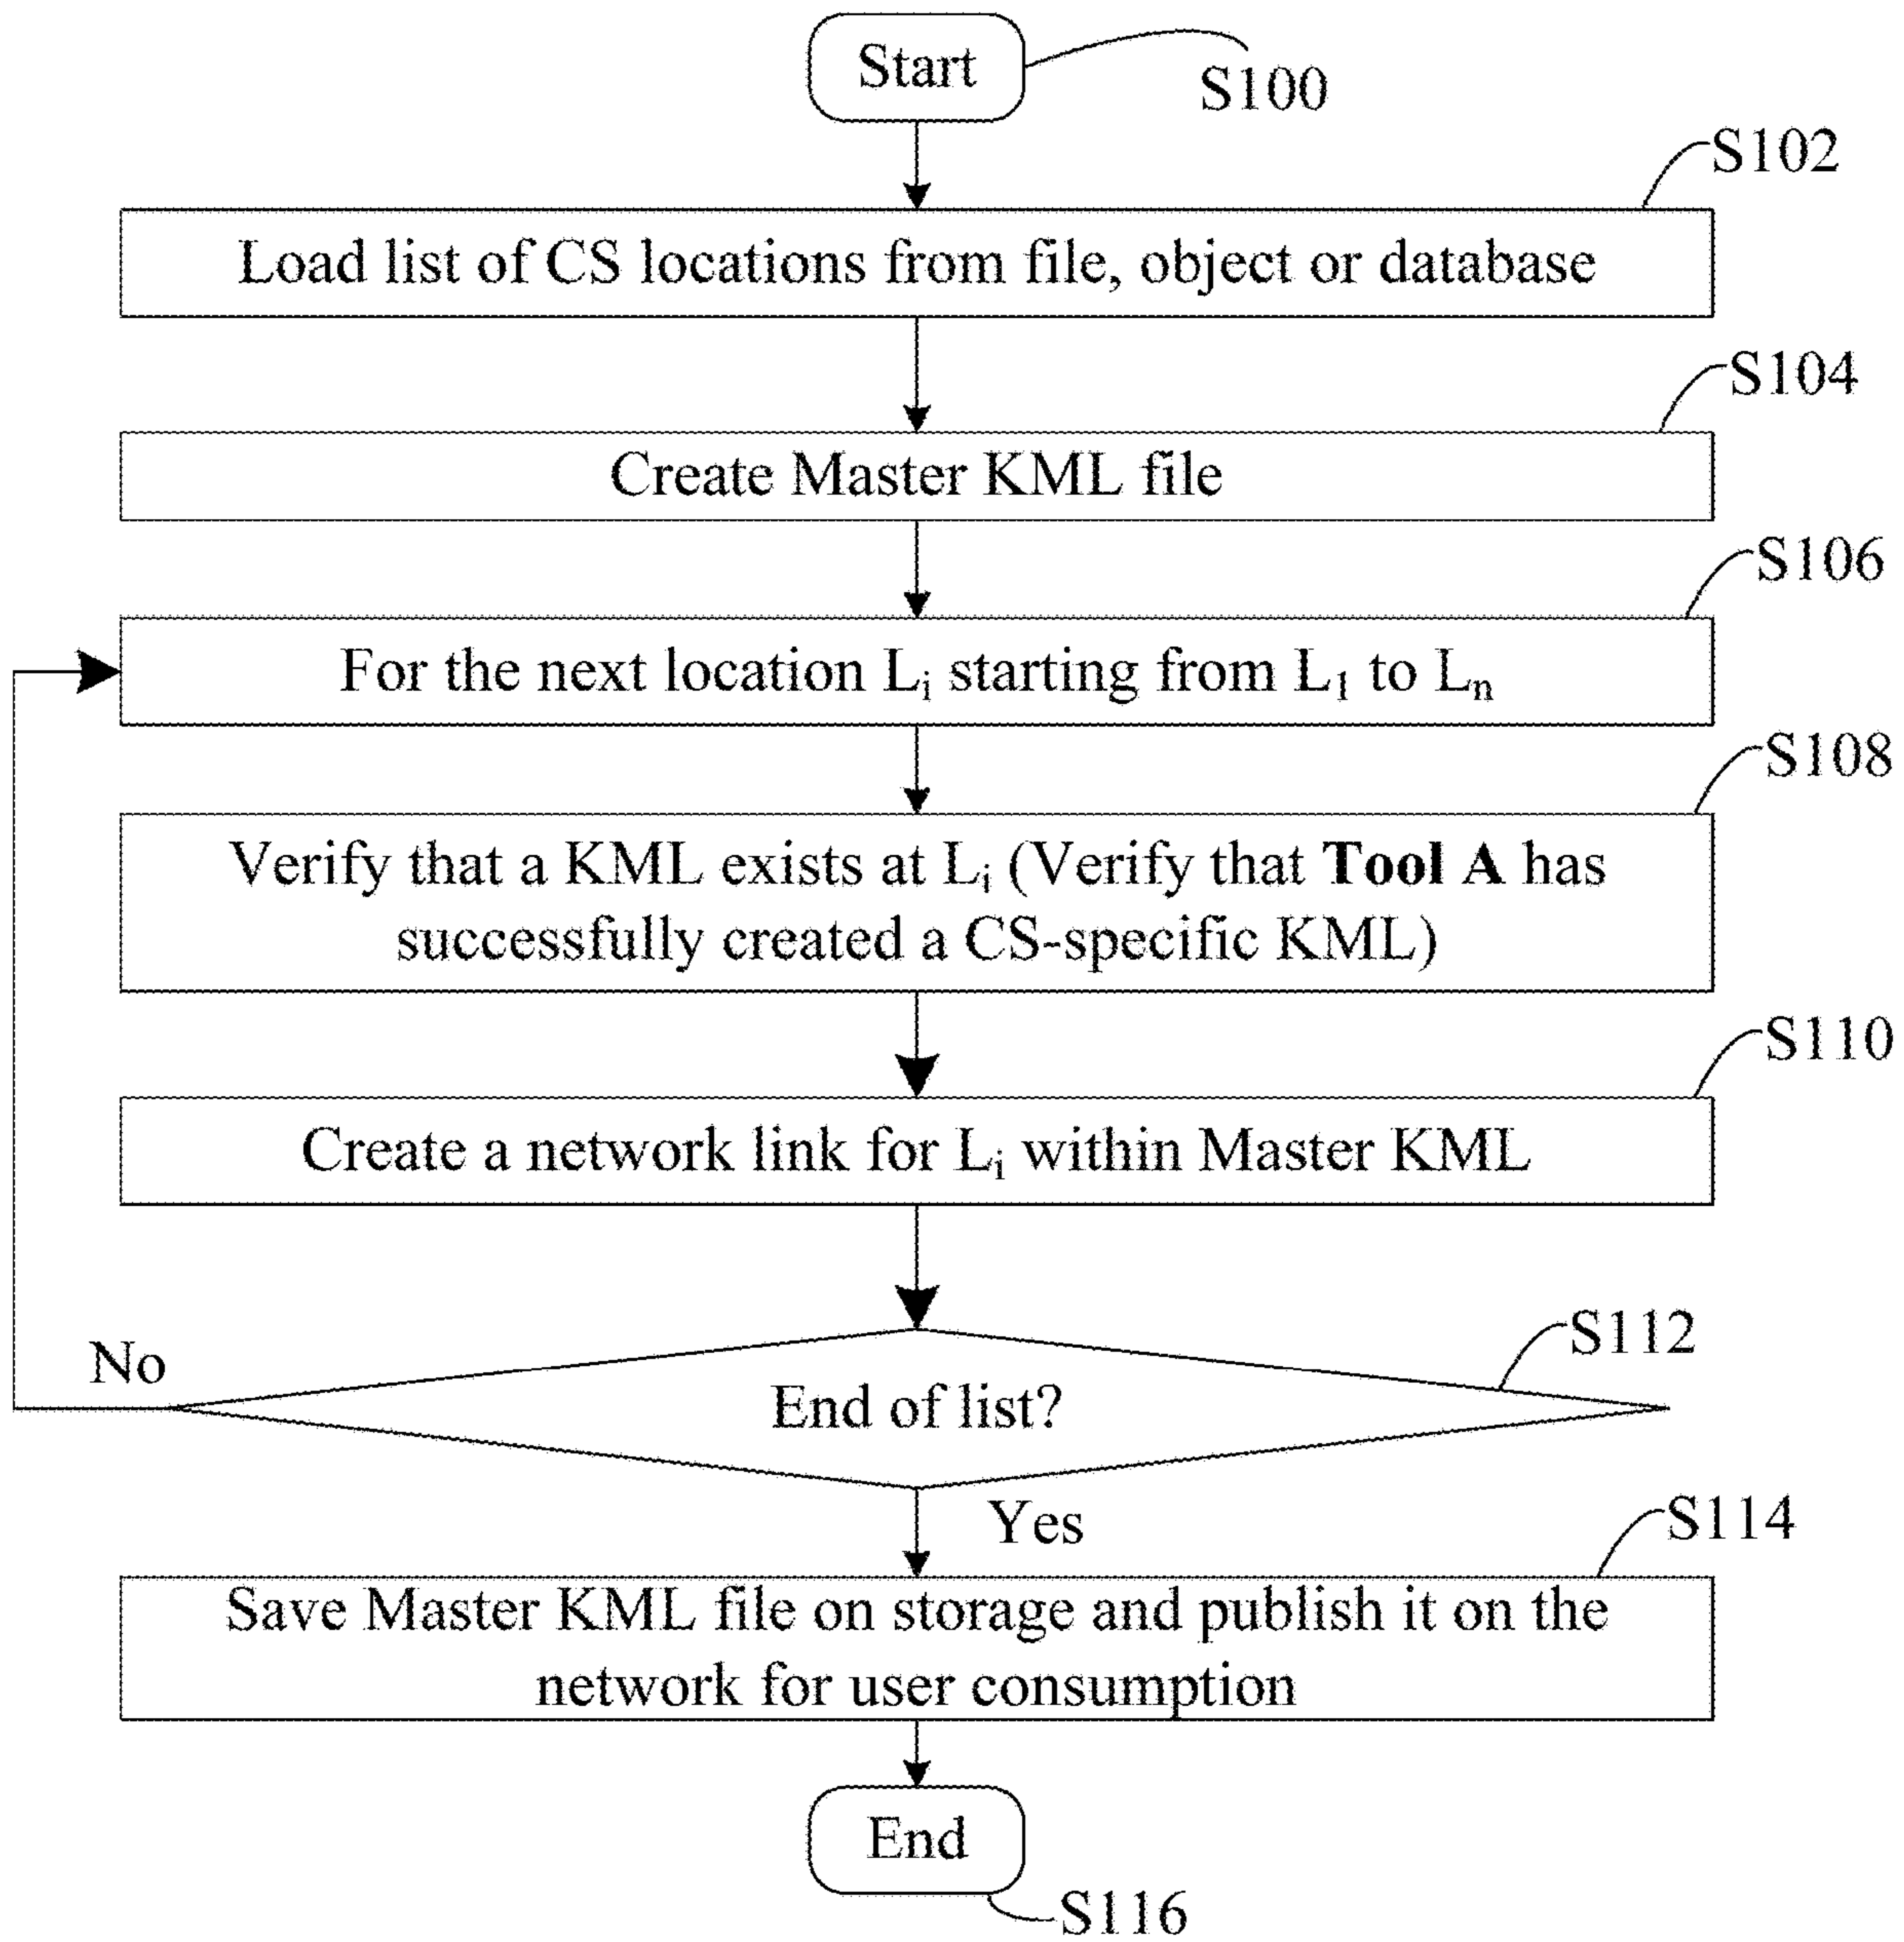 Start
S100
S102
Load list of CS locations from file, object or database
S104
Create Master KML file
S106
For the next location Lᵢ starting from L₁ to Lₙ
S108
Verify that a KML exists at Lᵢ (Verify that Tool A has
successfully created a CS-specific KML)
S110
Create a network link for Lᵢ within Master KML
S112
No
End of list?
Yes
S114
Save Master KML file on storage and publish it on the
network for user consumption
End
S116